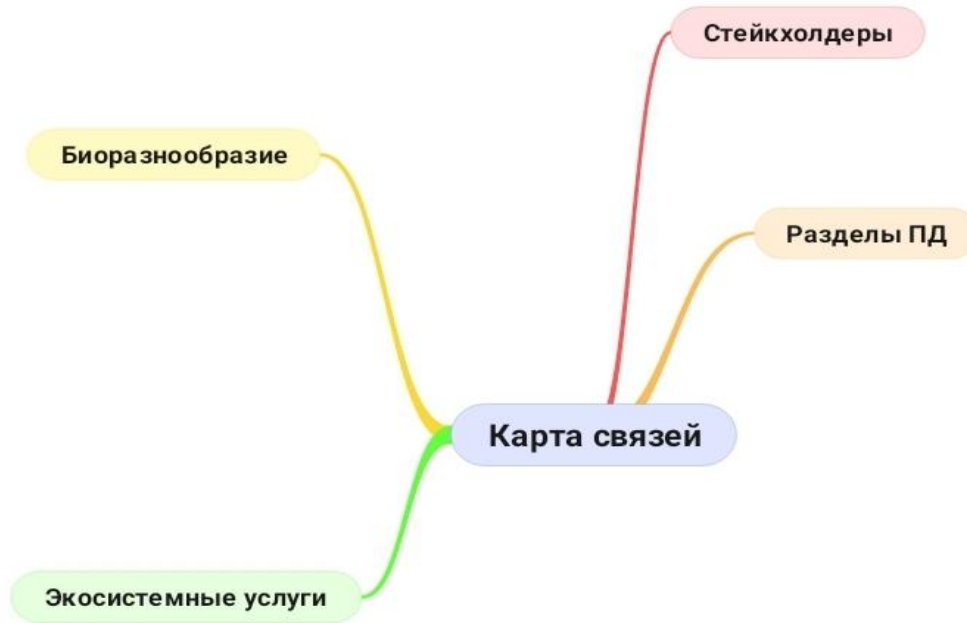 Стейкхолдеры
Биоразнообразие
Разделы ПД
Карта связей
Экосистемные услуги